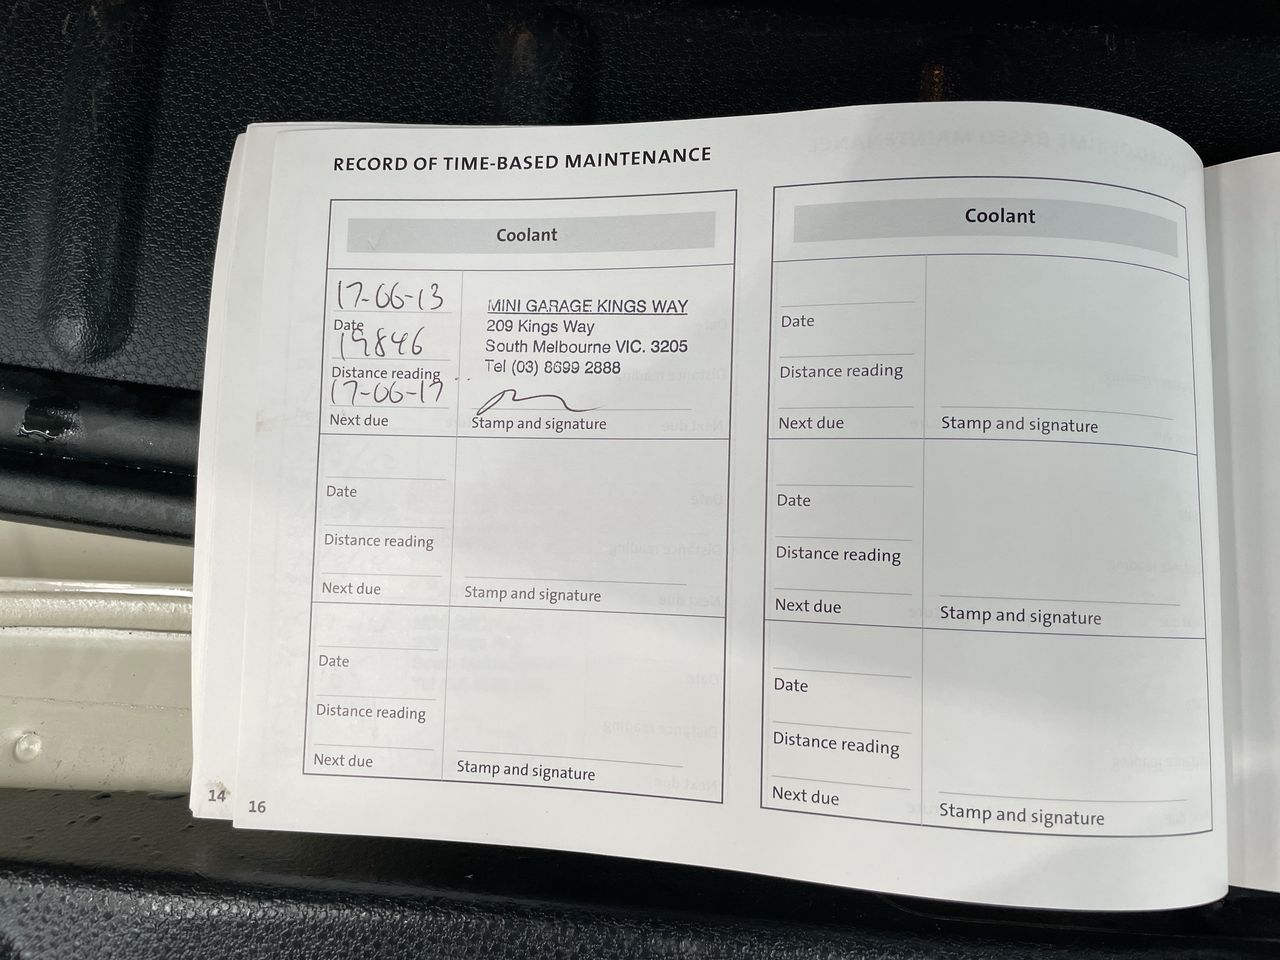 RECORD OF TIME-BASED MAINTENANCE
Coolant
17-06-13
Date
19846
Distance reading
17-06-17
Next due
MINI GARAGE KINGS WAY
209 Kings Way
South Melbourne VIC. 3205
Tel (03) 8699 2888
Stamp and signature
Date
Distance reading
Next due
Stamp and signature
Date
Distance reading
Next due
Stamp and signature
Coolant
Date
Distance reading
Next due
Stamp and signature
Date
Distance reading
Next due
Stamp and signature
Date
Distance reading
Next due
Stamp and signature
14
16